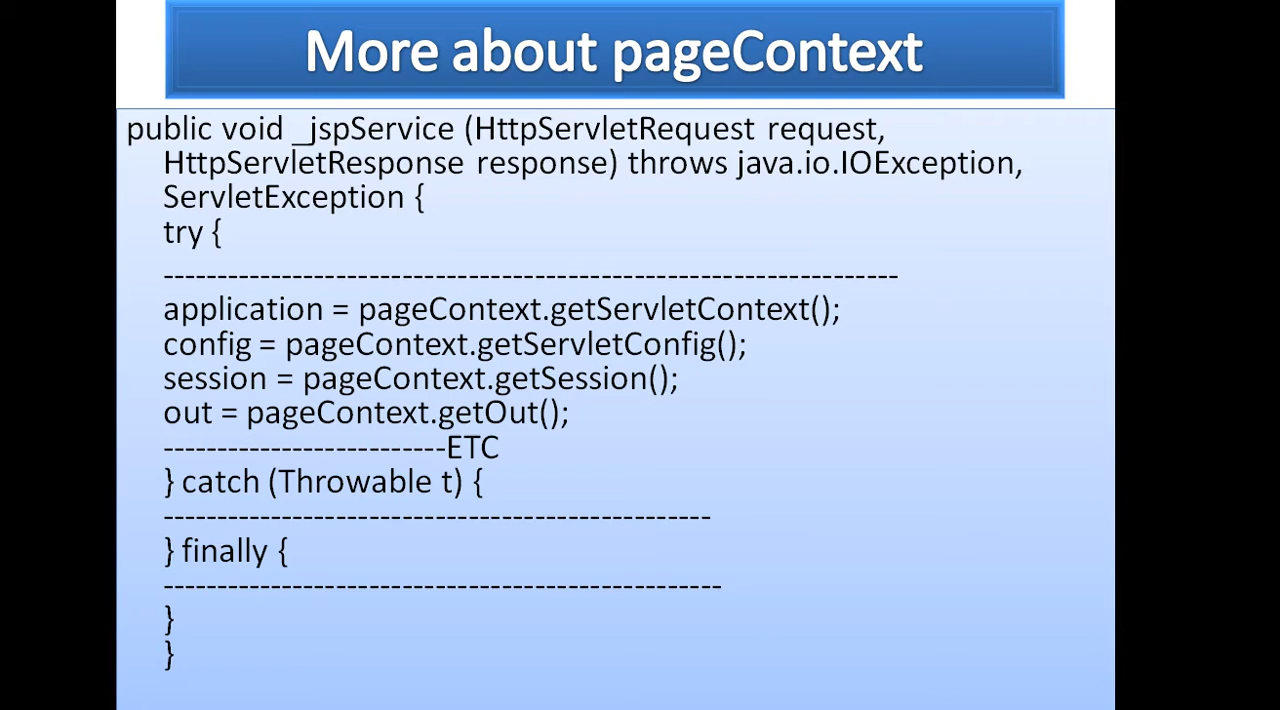 More about pageContext
public void _jspService (HttpServletRequest request,
HttpServletResponse response) throws java.io.IOException,
ServletException {
try {
--------------------------------------------------------------------
application = pageContext.getServletContext();
config = pageContext.getServletConfig();
session = pageContext.getSession();
out = pageContext.getOut();
--------------------------ETC
} catch (Throwable t) {
---------------------------------------------------
} finally {
----------------------------------------------------
}
}